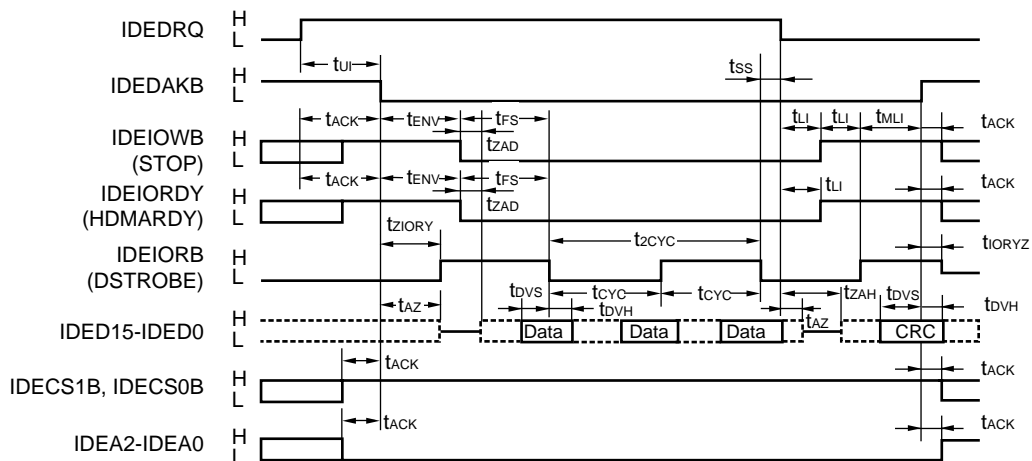 IDEDRQ H L
tUI tSS
IDEDAKB H L
tACK tENV tFS tLI tLI tMLI tACK
IDEIOWB (STOP) H L
tZAD
tACK tENV tFS tACK
IDEIORDY (HDMARDY) H L
tZAD tLI
tZIORY t2CYC tIORYZ
IDEIORB (DSTROBE) H L
tAZ tDVS tCYC tCYC tZAH tDVS
tDVH tAZ tDVH
IDED15-IDED0 H L Data Data Data CRC
tACK tACK
IDECS1B, IDECS0B H L
tACK tACK
IDEA2-IDEA0 H L